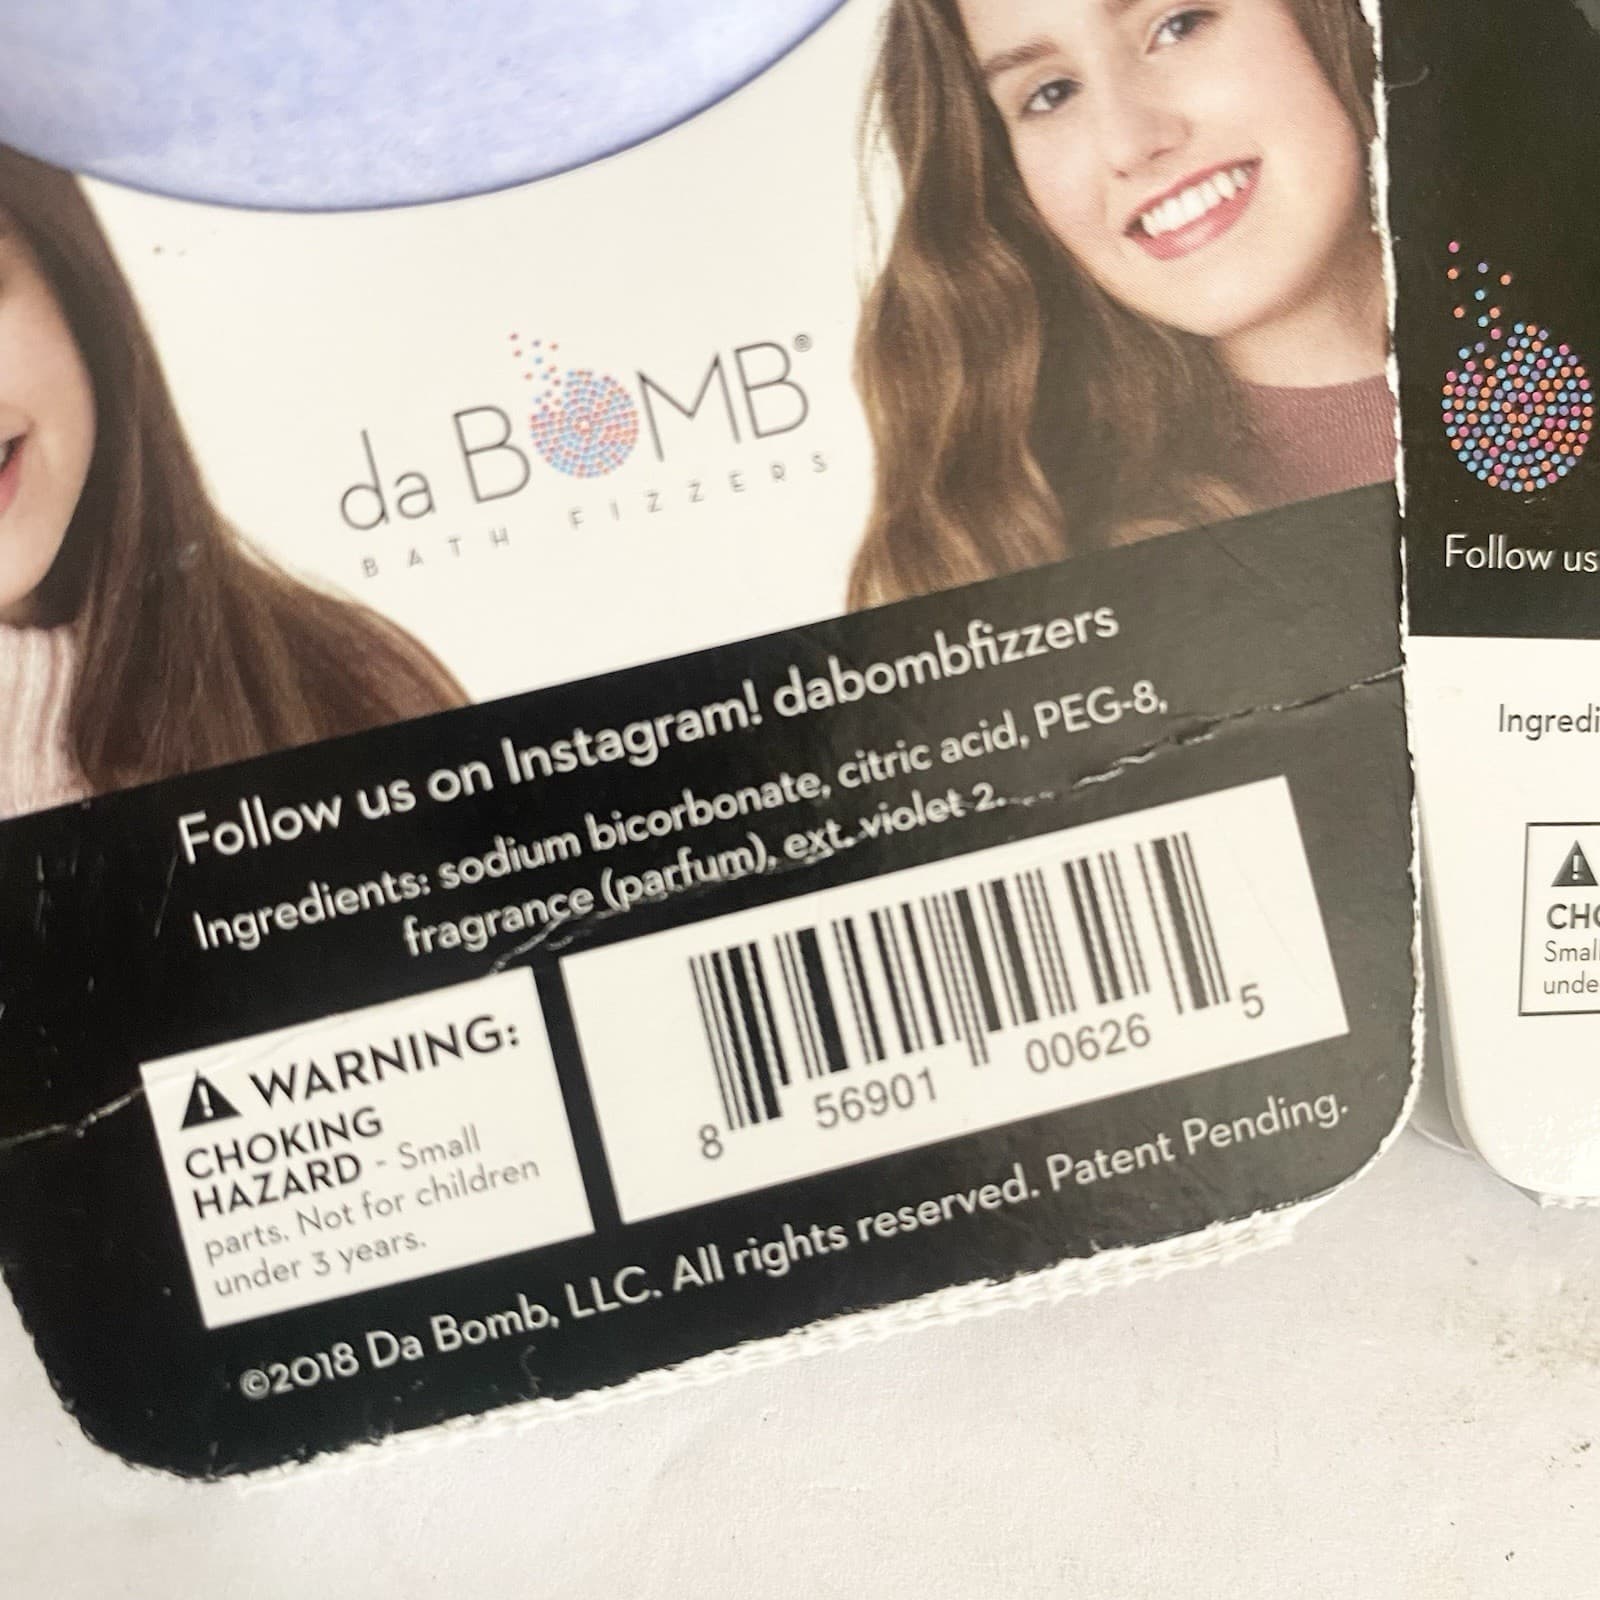 da BOMB®
BATH FIZZERS
Follow us on Instagram! dabombfizzers
Ingredients: sodium bicorbonate, citric acid, PEG-8,
fragrance (parfum), ext. violet 2.
⚠ WARNING:
CHOKING
HAZARD - Small
parts. Not for children
under 3 years.
8 56901 00626 5
©2018 Da Bomb, LLC. All rights reserved. Patent Pending.
Follow us
Ingredi
CHO
Small
unde